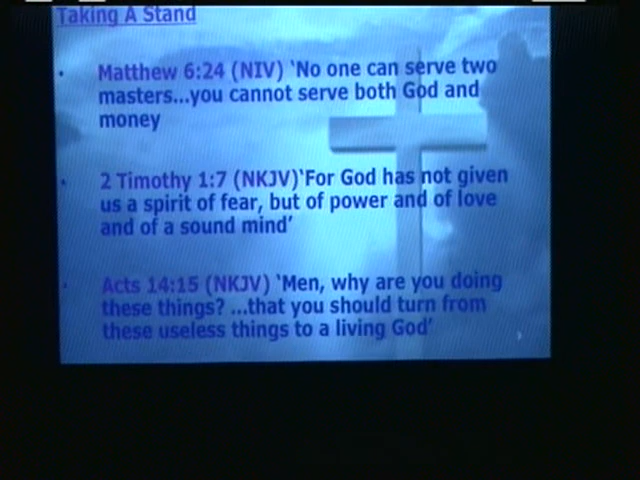 Taking A Stand
• Matthew 6:24 (NIV) ‘No one can serve two
masters...you cannot serve both God and
money
• 2 Timothy 1:7 (NKJV)‘For God has not given
us a spirit of fear, but of power and of love
and of a sound mind’
• Acts 14:15 (NKJV) ‘Men, why are you doing
these things? ...that you should turn from
these useless things to a living God’